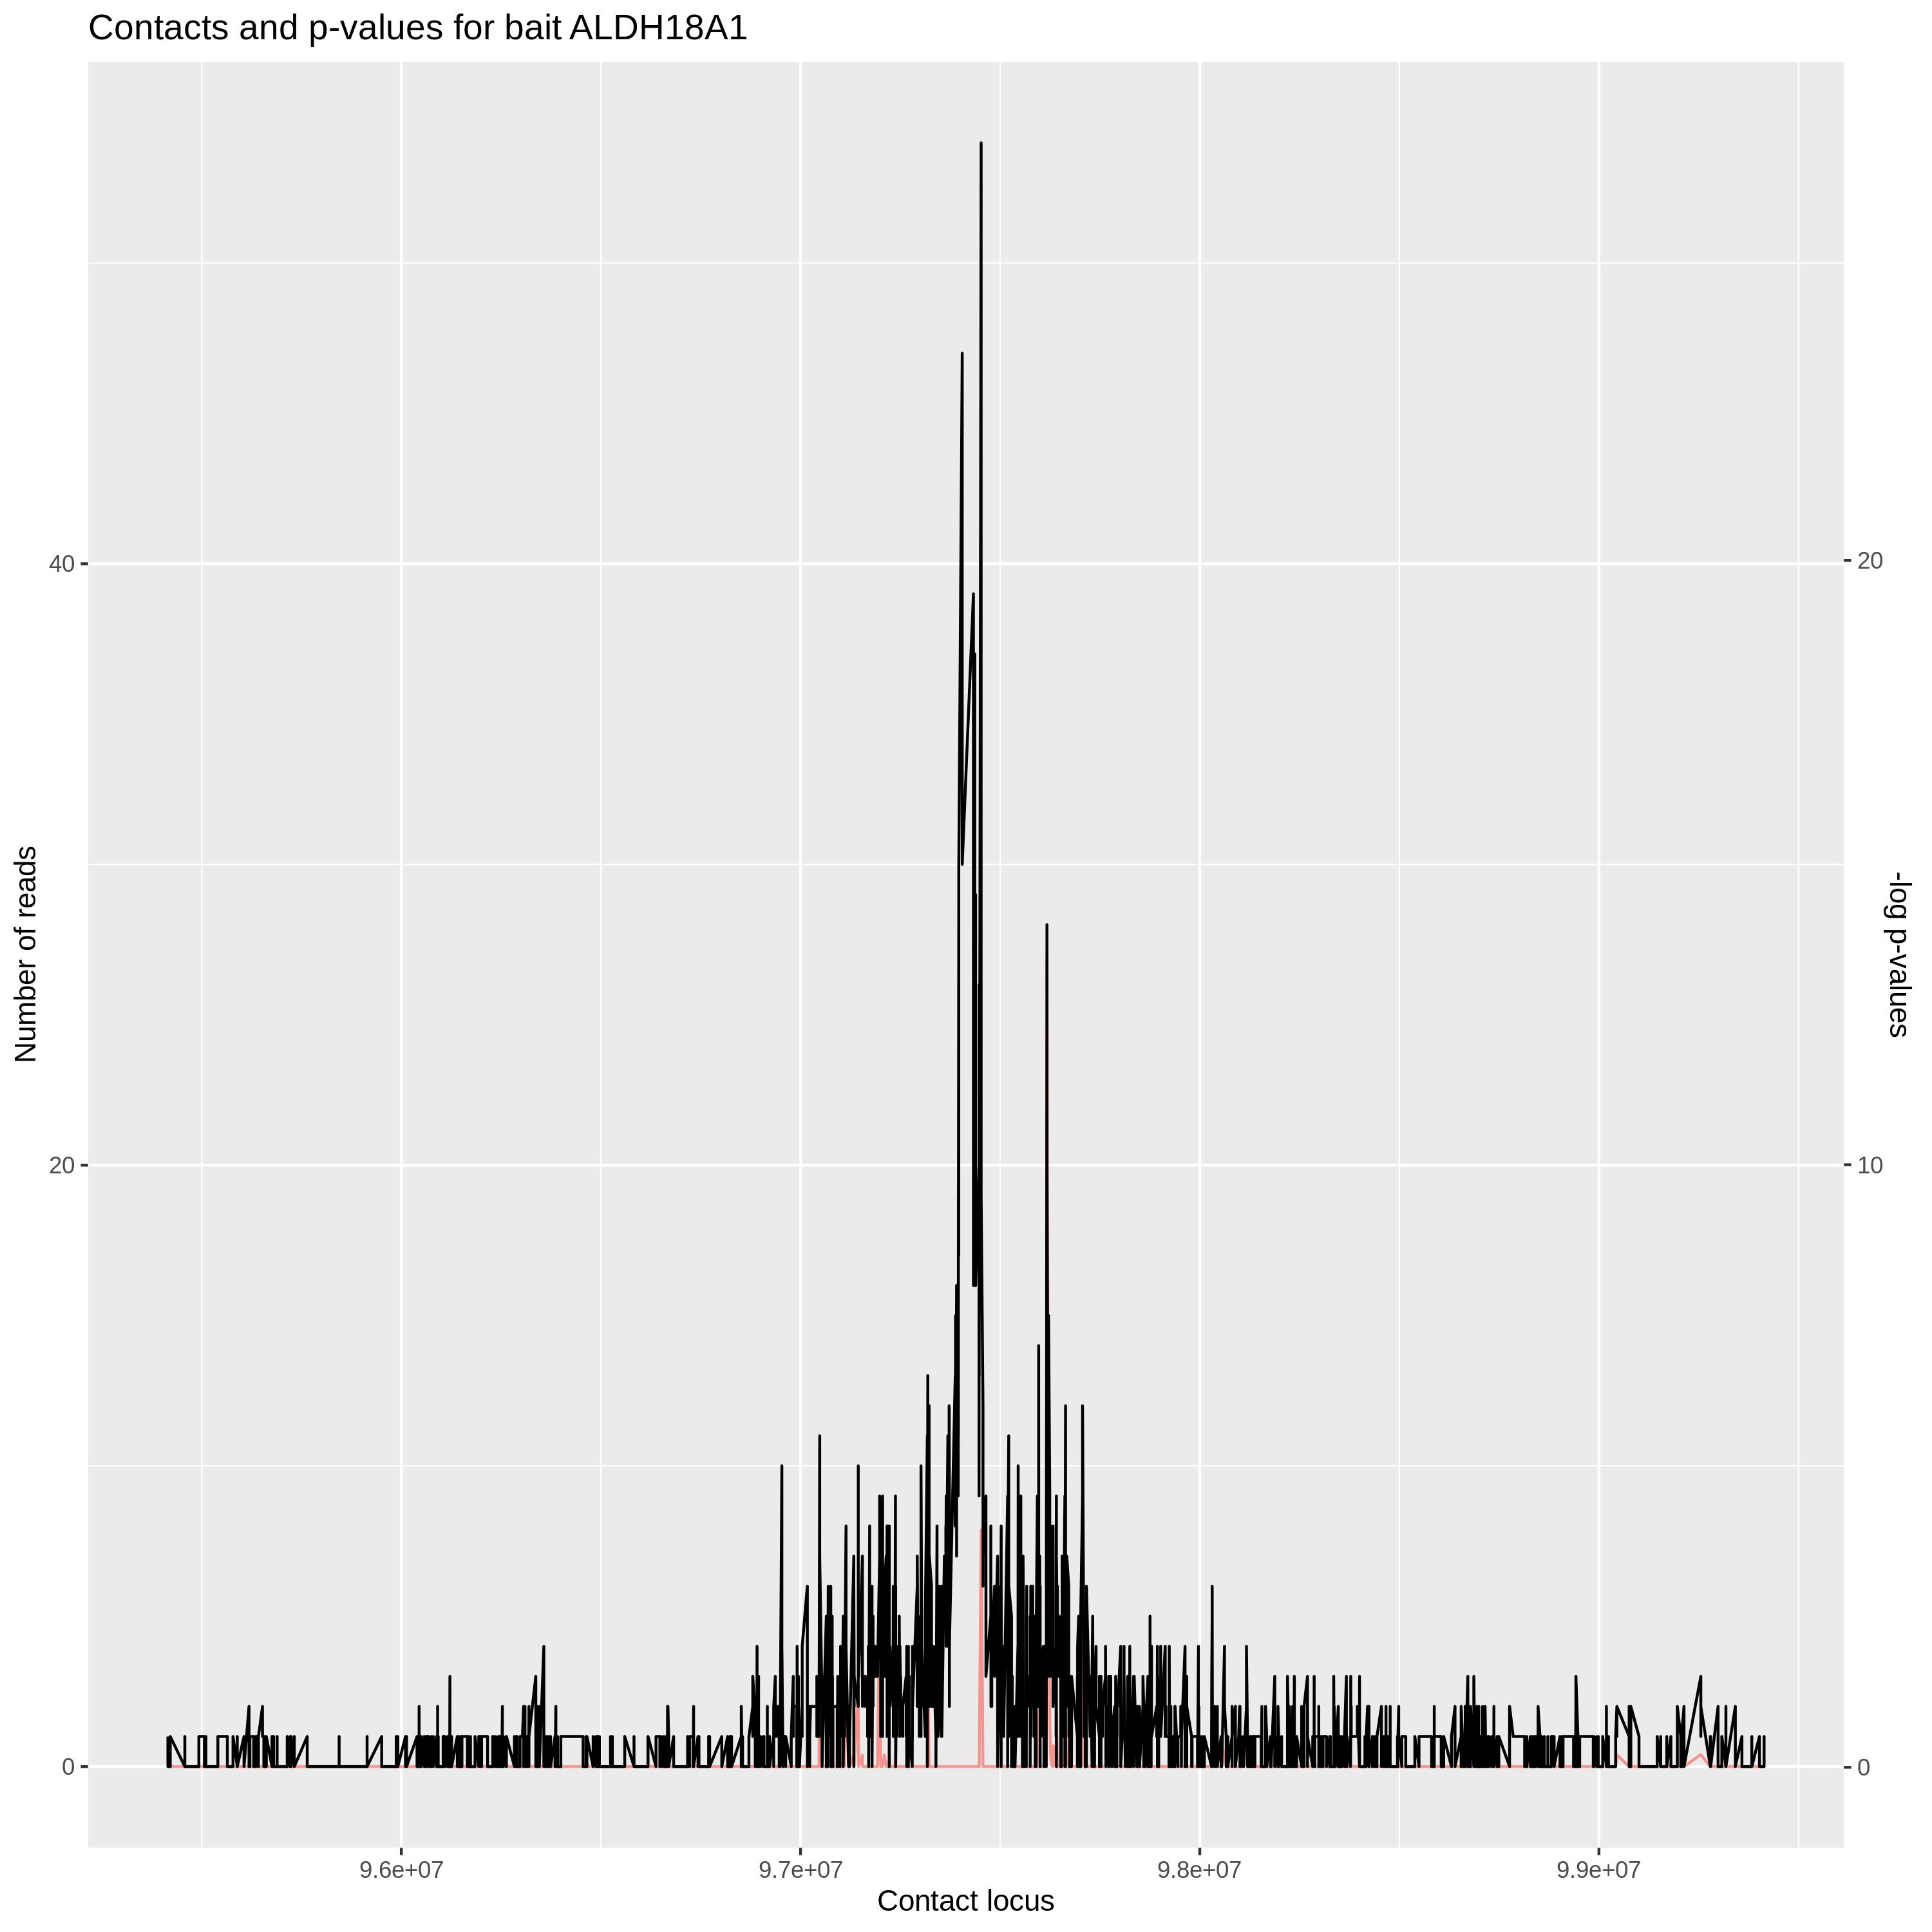 Contacts and p-values for bait ALDH18A1
40
20
0
Number of reads
20
10
0
-log p-values
9.6e+07
9.7e+07
9.8e+07
9.9e+07
Contact locus